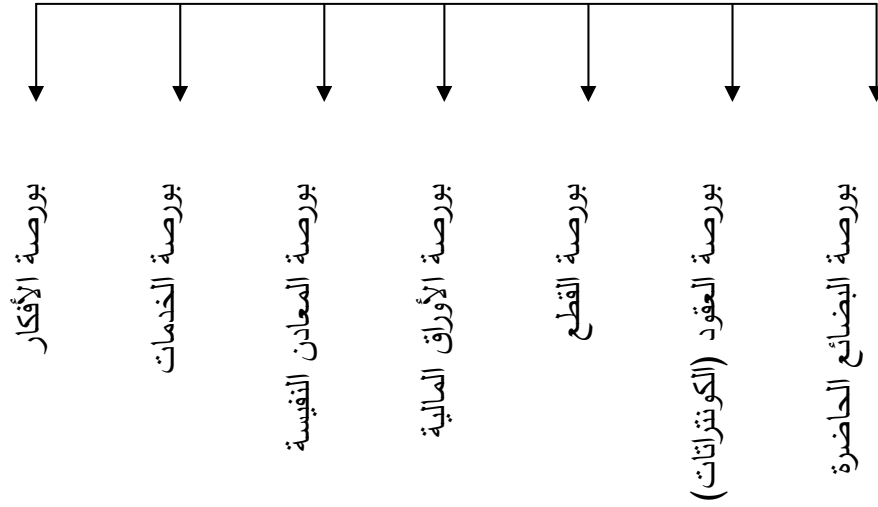 بورصة البضائع الحاضرة
بورصة العقود (الكونتراتات)
بورصة القطع
بورصة الأوراق المالية
بورصة المعادن النفيسة
بورصة الخدمات
بورصة الأفكار